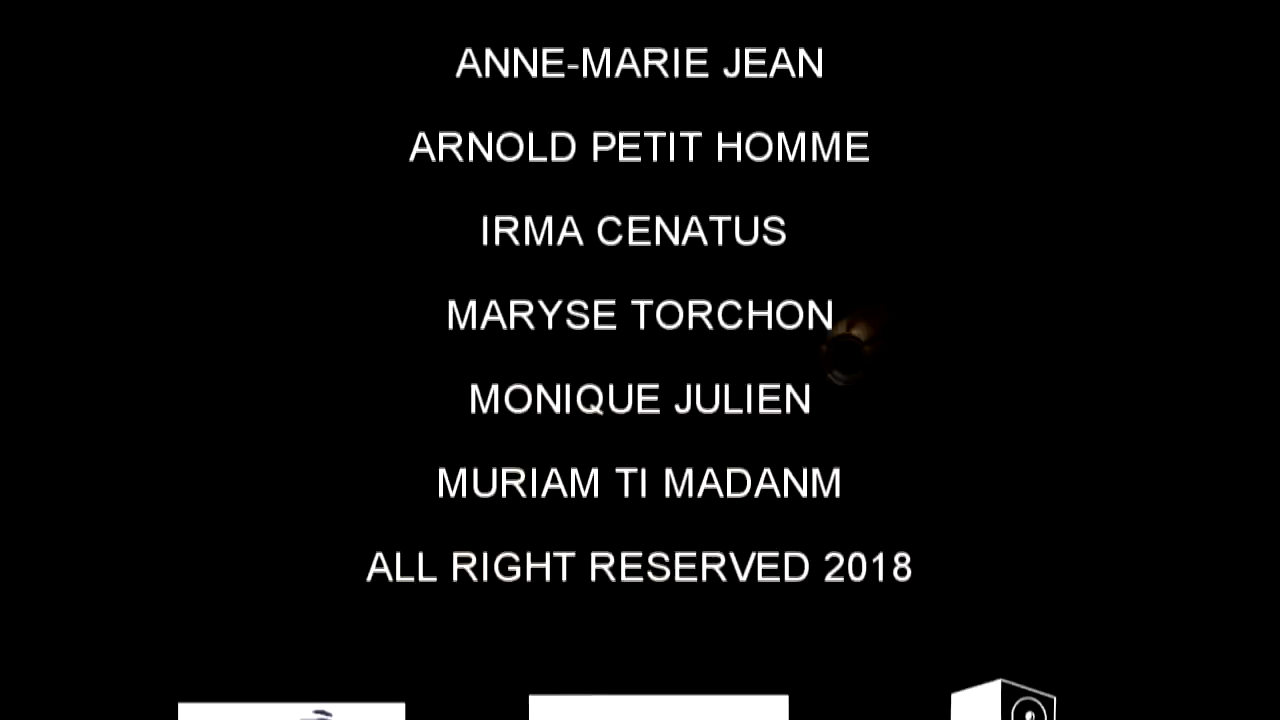 ANNE-MARIE JEAN
ARNOLD PETIT HOMME
IRMA CENATUS
MARYSE TORCHON
MONIQUE JULIEN
MURIAM TI MADANM
ALL RIGHT RESERVED 2018